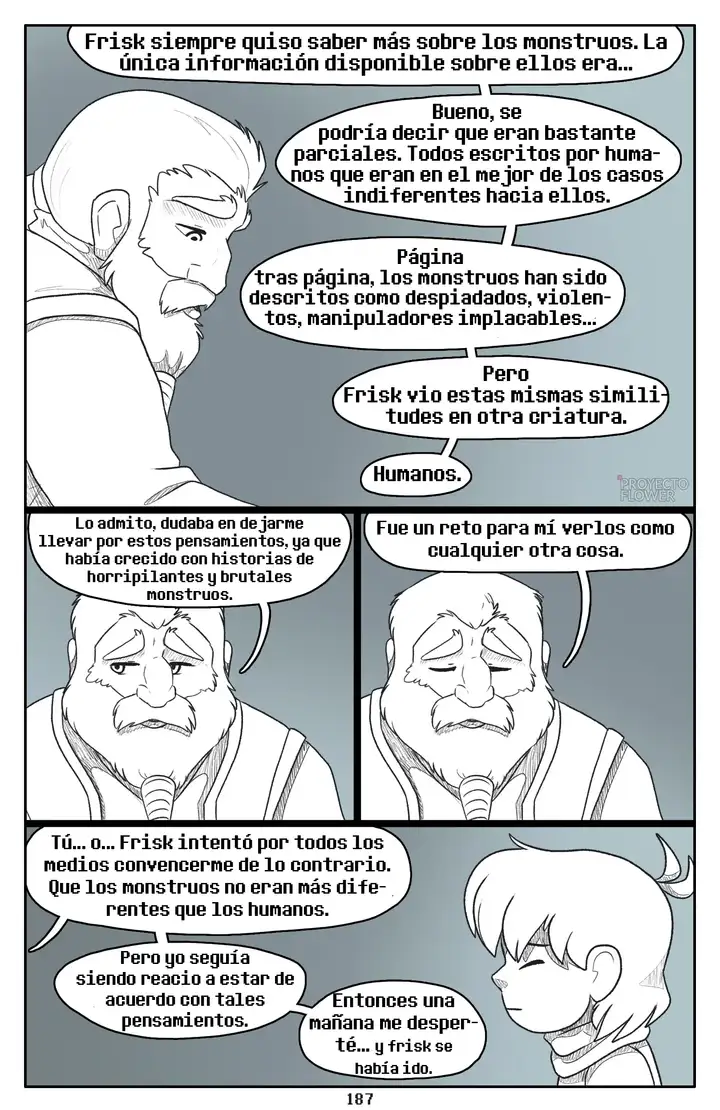 Frisk siempre quiso saber más sobre los monstruos. La
única información disponible sobre ellos era...
Bueno, se
podría decir que eran bastante
parciales. Todos escritos por huma-
nos que eran en el mejor de los casos
indiferentes hacia ellos.
Página
tras página, los monstruos han sido
descritos como despiadados, violen-
tos, manipuladores implacables...
Pero
Frisk vio estas mismas simili-
tudes en otra criatura.
Humanos.
PROYECTO
FLOWER
Lo admito, dudaba en dejarme
llevar por estos pensamientos, ya que
había crecido con historias de
horripilantes y brutales
monstruos.
Fue un reto para mí verlos como
cualquier otra cosa.
Tú... o... Frisk intentó por todos los
medios convencerme de lo contrario.
Que los monstruos no eran más dife-
rentes que los humanos.
Pero yo seguía
siendo reacio a estar de
acuerdo con tales
pensamientos.
Entonces una
mañana me desper-
té... y frisk se
había ido.
187